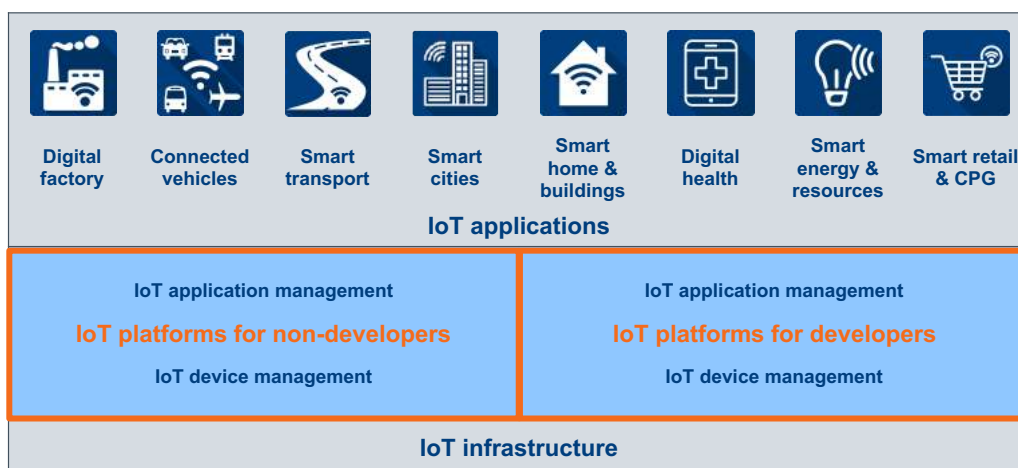 Digital
factory
Connected
vehicles
Smart
transport
Smart
cities
Smart
home &
buildings
Digital
health
Smart
energy &
resources
Smart retail
& CPG
IoT applications
IoT application management
IoT platforms for non-developers
IoT device management
IoT application management
IoT platforms for developers
IoT device management
IoT infrastructure